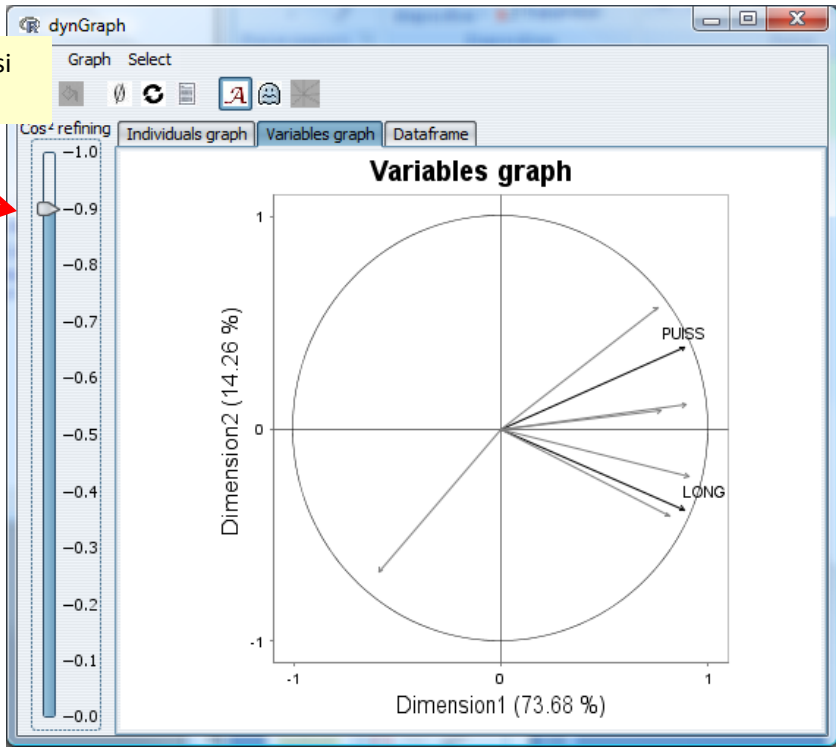 dynGraph
si
Graph Select
A
Cos² refining
Individuals graph Variables graph Dataframe
Variables graph
-1.0
-0.9
-0.8
-0.7
-0.6
-0.5
-0.4
-0.3
-0.2
-0.1
-0.0
1
0
-1
Dimension2 (14.26 %)
PUISS
LONG
-1 0 1
Dimension1 (73.68 %)